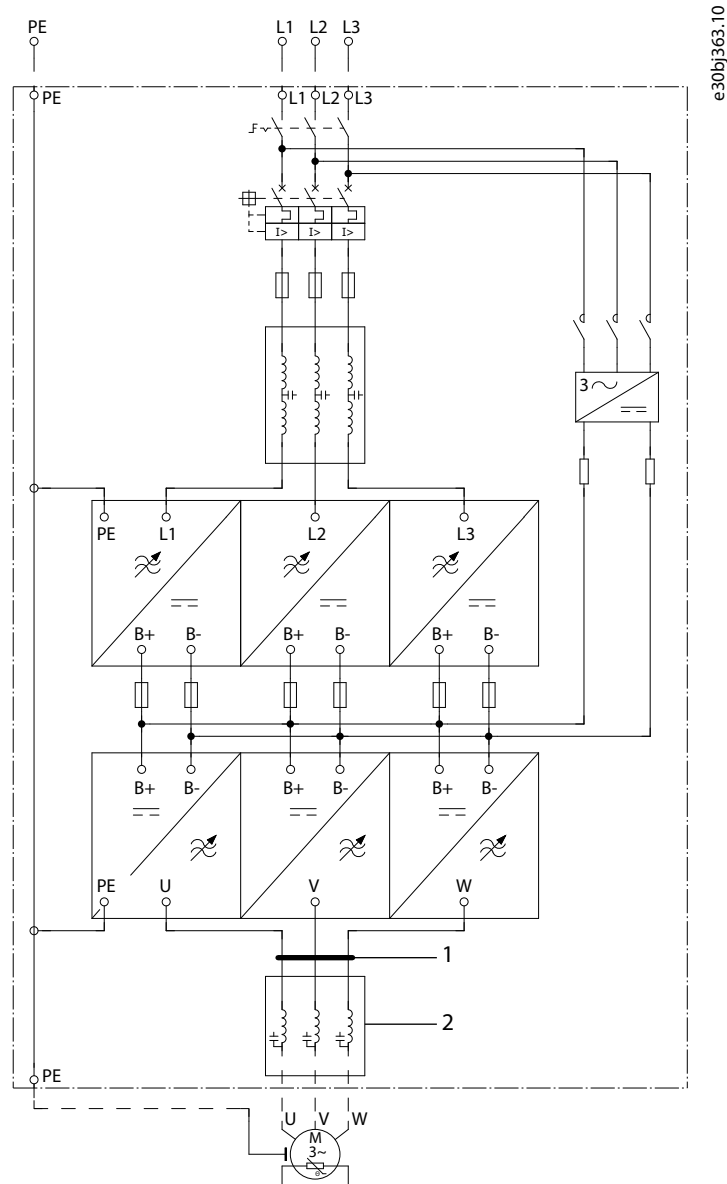 e30bj363.10
PE L1 L2 L3
PE L1 L2 L3
I> I> I>
3
PE L1 L2 L3
B+ B- B+ B- B+ B-
B+ B- B+ B- B+ B-
PE U V W
1
2
PE
U V W
M
3~